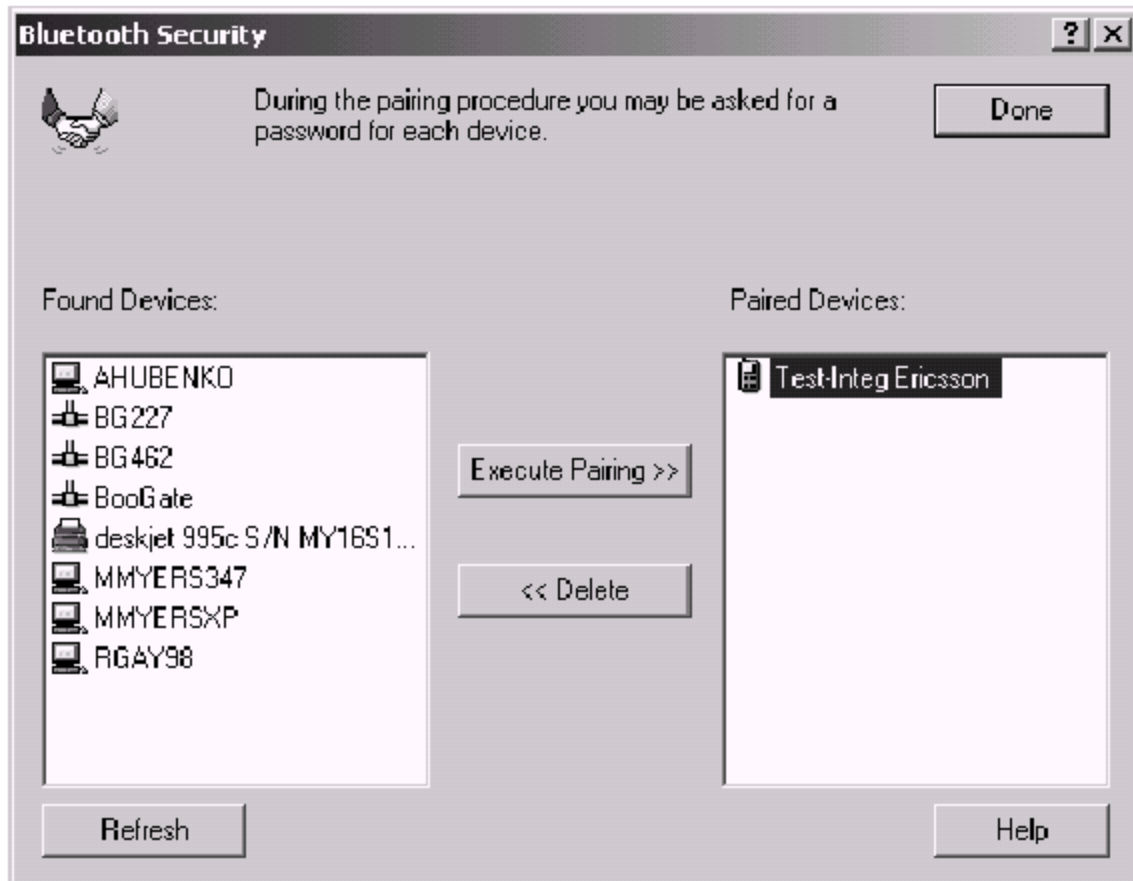 Bluetooth Security
During the pairing procedure you may be asked for a
password for each device.
Done
Found Devices:
AHUBENKO
BG227
BG462
BooGate
deskjet 995c S/N MY16S1...
MMYERS347
MMYERSXP
RGAY98
Execute Pairing >>
<< Delete
Paired Devices:
Test-Integ Ericsson
Refresh
Help